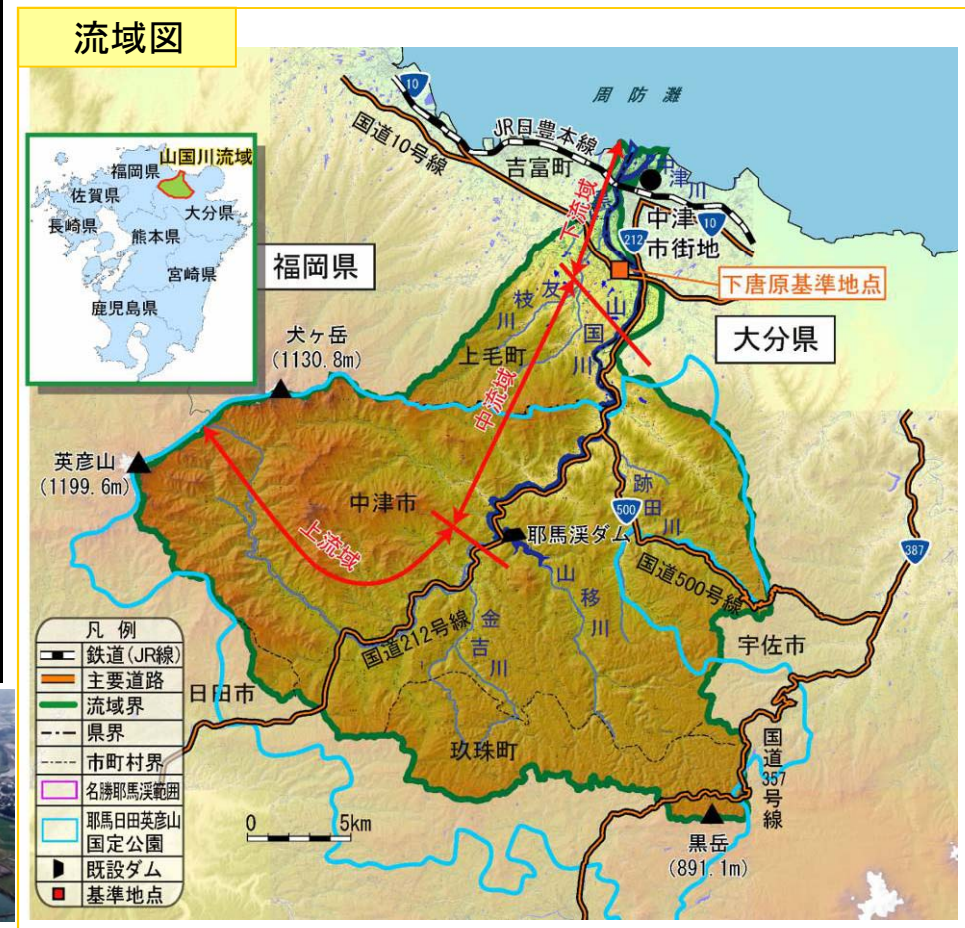 流域図
周防灘
10
国道10号線
JR日豊本線
吉富町
中津川
中津
市街地
10
212
下流域
山国川流域
福岡県
佐賀県
大分県
長崎県
熊本県
宮崎県
鹿児島県
福岡県
下唐原基準地点
大分県
友枝川
山国川
上毛町
犬ヶ岳
(1130.8m)
中流域
英彦山
(1199.6m)
中津市
上流域
跡田川
500
耶馬渓ダム
387
国道500号線
山移川
金吉川
国道212号線
宇佐市
日田市
玖珠町
国道357号線
黒岳
(891.1m)
0 5km
凡例
鉄道(JR線)
主要道路
流域界
県界
市町村界
名勝耶馬渓範囲
耶馬日田英彦山
国定公園
既設ダム
基準地点